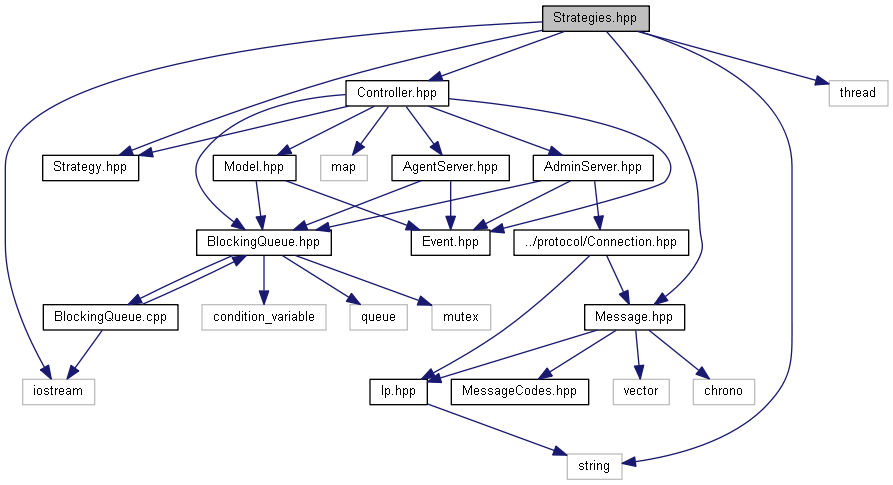 Strategies.hpp
Controller.hpp
thread
Strategy.hpp
Model.hpp
map
AgentServer.hpp
AdminServer.hpp
BlockingQueue.hpp
Event.hpp
../protocol/Connection.hpp
BlockingQueue.cpp
condition_variable
queue
mutex
Message.hpp
iostream
Ip.hpp
MessageCodes.hpp
vector
chrono
string